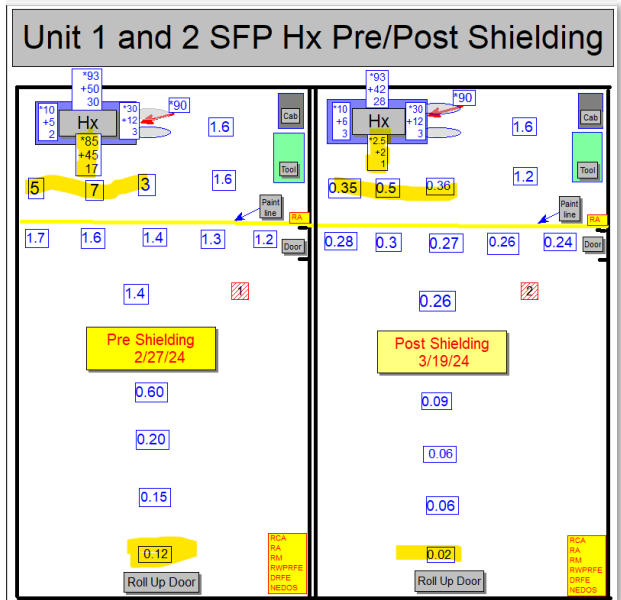 Unit 1 and 2 SFP Hx Pre/Post Shielding
*93
+50
30
*10
+5
2
Hx
*30
+12
3
*90
*85
+45
17
1.6
Cab
5
7
3
1.6
Tool
Paint
line
RA
1.7
1.6
1.4
1.3
1.2
Door
1.4
1
Pre Shielding
2/27/24
0.60
0.20
0.15
0.12
Roll Up Door
RCA
RA
RM
RWPRFE
DRFE
NEDOS
*93
+42
28
*10
+6
3
Hx
*30
+12
3
*90
*2.5
+2
1
1.6
Cab
0.35
0.5
0.36
1.2
Tool
Paint
line
RA
0.28
0.3
0.27
0.26
0.24
Door
0.26
2
Post Shielding
3/19/24
0.09
0.06
0.06
0.02
Roll Up Door
RCA
RA
RM
RWPRFE
DRFE
NEDOS